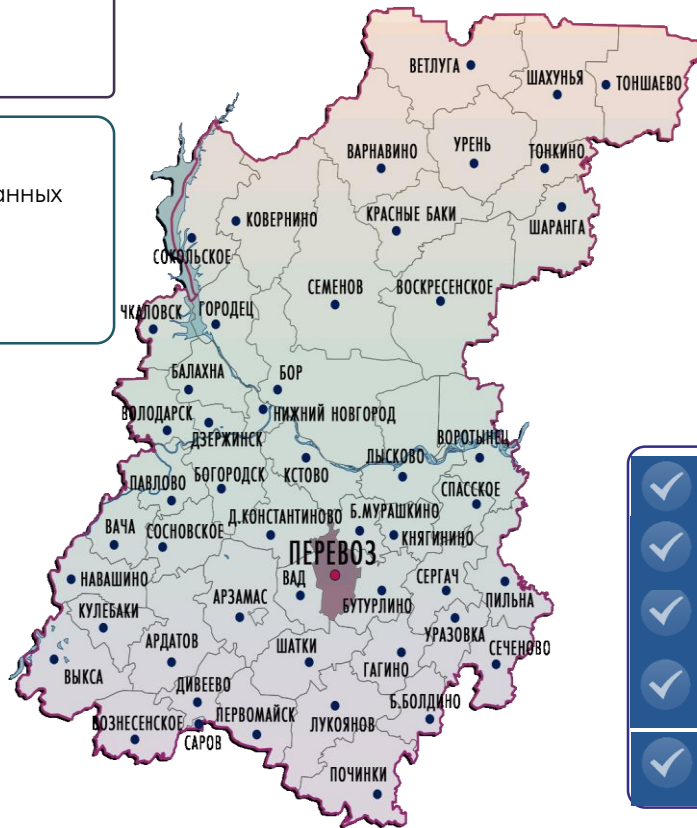 анных
ВЕТЛУГА
ШАХУНЬЯ
ТОНШАЕВО
ВАРНАВИНО
УРЕНЬ
ТОНКИНО
КОВЕРНИНО
КРАСНЫЕ БАКИ
ШАРАНГА
СОКОЛЬСКОЕ
СЕМЕНОВ
ВОСКРЕСЕНСКОЕ
ЧКАЛОВСК
ГОРОДЕЦ
БАЛАХНА
БОР
ВОЛОДАРСК
НИЖНИЙ НОВГОРОД
ДЗЕРЖИНСК
ВОРОТЫНЕЦ
ЛЫСКОВО
ПАВЛОВО
БОГОРОДСК
КСТОВО
СПАССКОЕ
Д.КОНСТАНТИНОВО
Б.МУРАШКИНО
ВАЧА
СОСНОВСКОЕ
КНЯГИНИНО
ПЕРЕВОЗ
НАВАШИНО
ВАД
СЕРГАЧ
АРЗАМАС
БУТУРЛИНО
ПИЛЬНА
КУЛЕБАКИ
УРАЗОВКА
АРДАТОВ
ШАТКИ
СЕЧЕНОВО
ГАГИНО
ВЫКСА
ДИВЕЕВО
Б.БОЛДИНО
ВОЗНЕСЕНСКОЕ
ПЕРВОМАЙСК
ЛУКОЯНОВ
САРОВ
ПОЧИНКИ